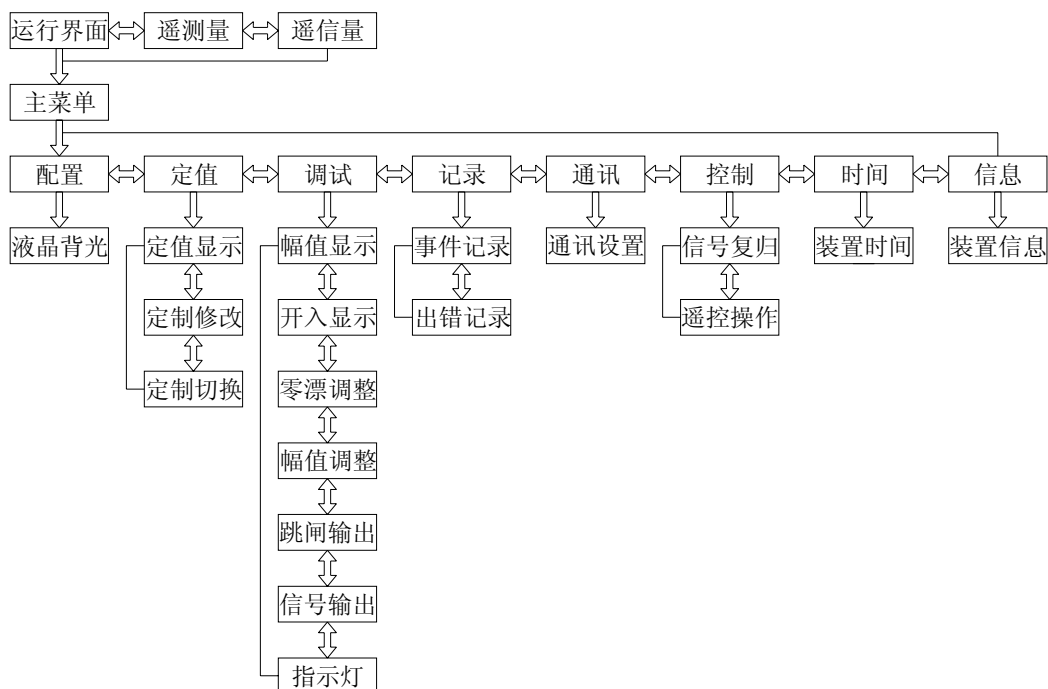 运行界面 遥测量 遥信量
主菜单
配置 定值 调试 记录 通讯 控制 时间 信息
液晶背光 定值显示 幅值显示 事件记录 通讯设置 信号复归 装置时间 装置信息
定制修改 开入显示 出错记录 遥控操作
定制切换 零漂调整
幅值调整
跳闸输出
信号输出
指示灯